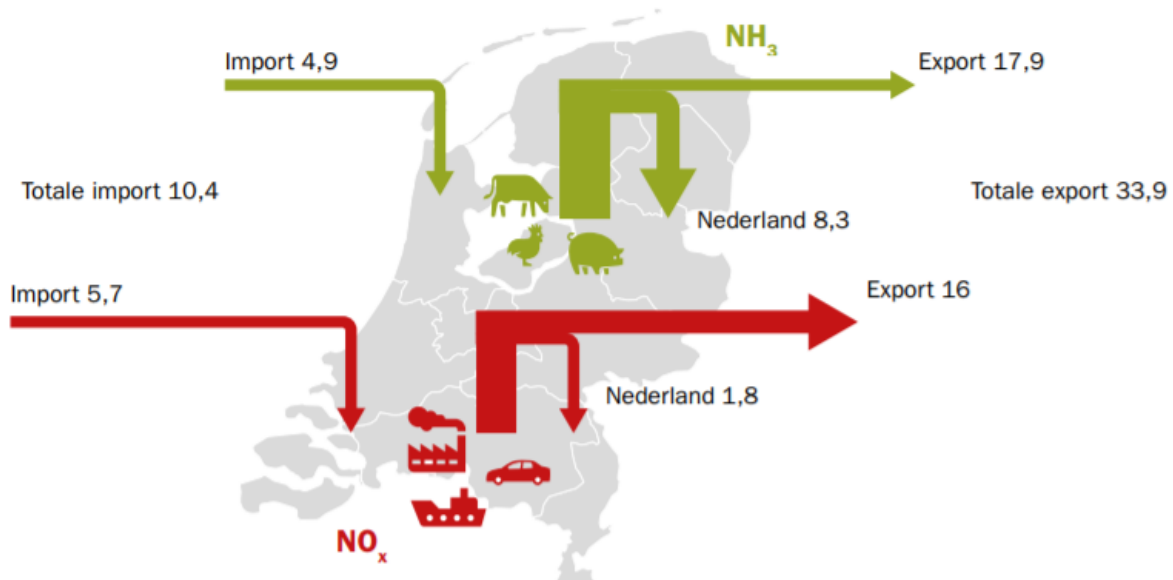 NH₃
Import 4,9
Export 17,9
Totale import 10,4
Totale export 33,9
Nederland 8,3
Import 5,7
Export 16
Nederland 1,8
NOₓ